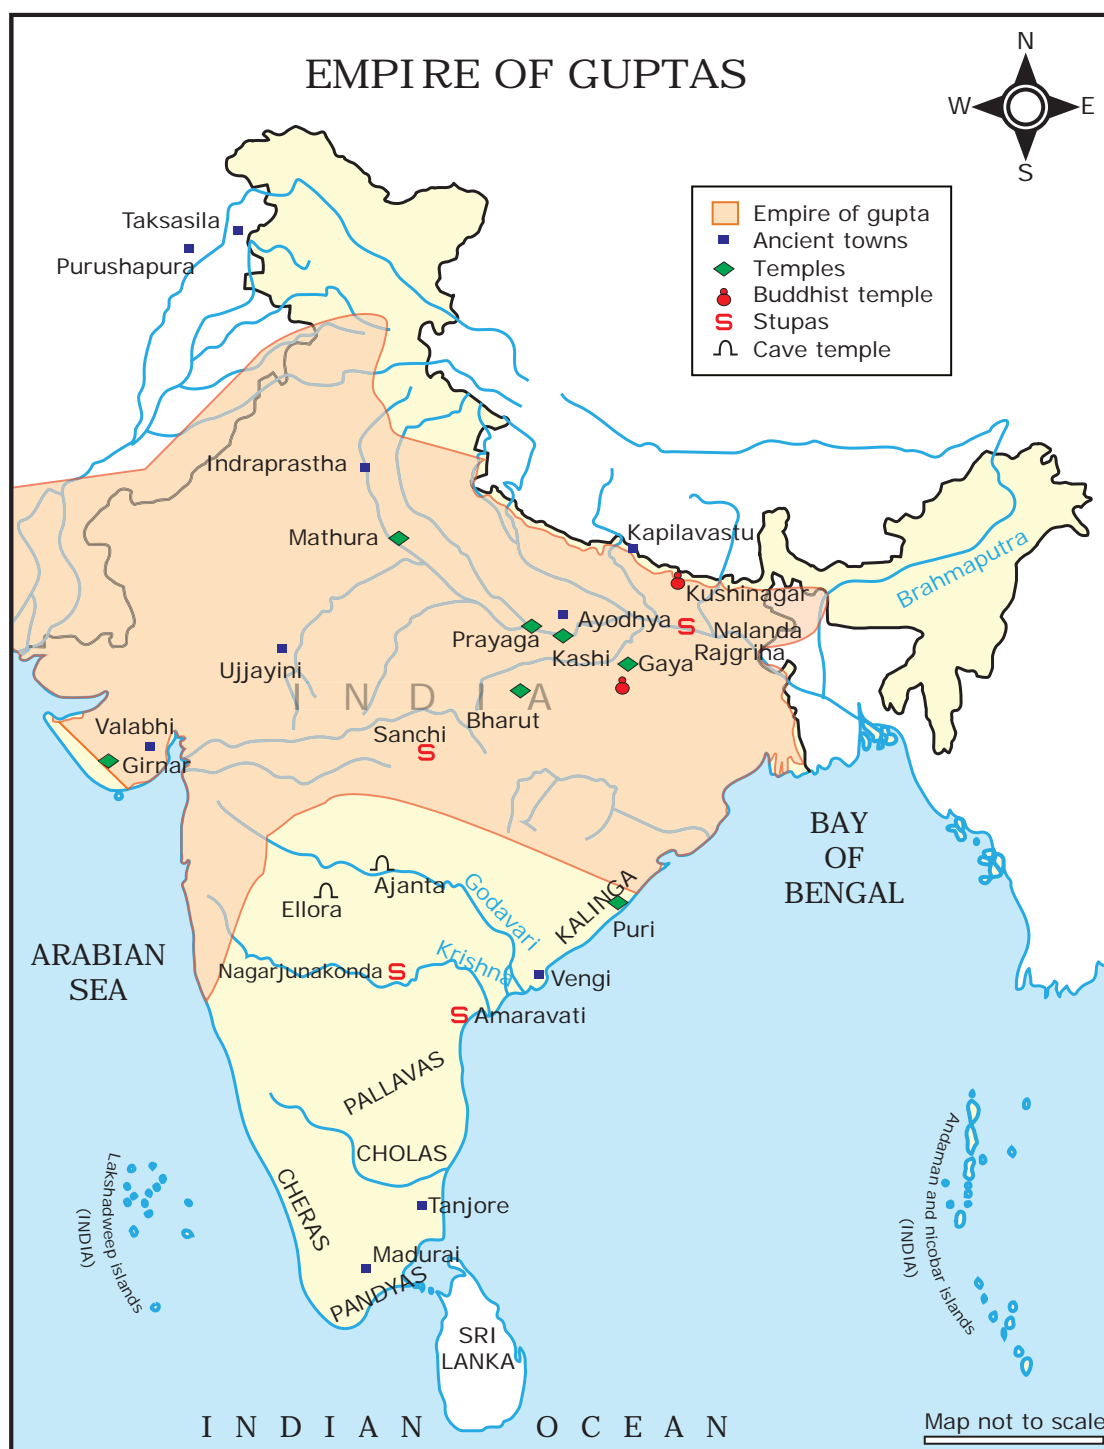 EMPIRE OF GUPTAS
N
W
E
S
Empire of gupta
Ancient towns
Temples
Buddhist temple
Stupas
Cave temple
Taksasila
Purushapura
Indraprastha
Mathura
Kapilavastu
Brahmaputra
Kushinagar
Ayodhya
Prayaga
Nalanda
Kashi
Rajgriha
Gaya
Ujjayini
INDIA
Bharut
Valabhi
Sanchi
Girnar
BAY
OF
BENGAL
Ajanta
Ellora
Godavari
KALINGA
Puri
ARABIAN
SEA
Krishna
Nagarjunakonda
Vengi
Amaravati
PALLAVAS
CHOLAS
CHERAS
Tanjore
Madurai
PANDYAS
Lakshadweep islands
(INDIA)
Andaman and nicobar islands
(INDIA)
SRI
LANKA
INDIAN OCEAN
Map not to scale